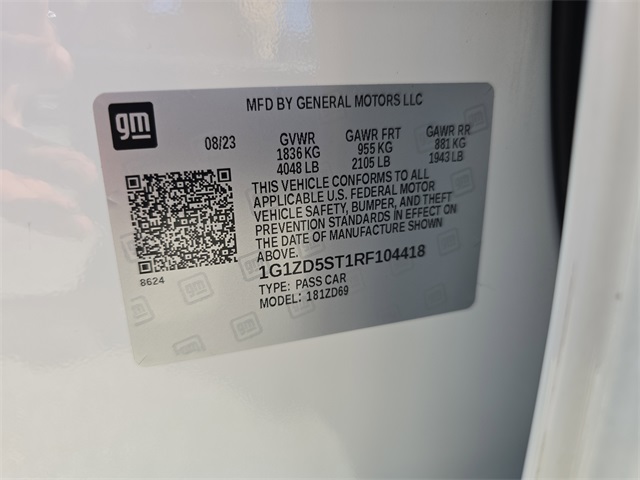 MFD BY GENERAL MOTORS LLC
gm
08/23 GVWR GAWR FRT GAWR RR
1836 KG 955 KG 881 KG
4048 LB 2105 LB 1943 LB
THIS VEHICLE CONFORMS TO ALL
APPLICABLE U.S. FEDERAL MOTOR
VEHICLE SAFETY, BUMPER, AND THEFT
PREVENTION STANDARDS IN EFFECT ON
THE DATE OF MANUFACTURE SHOWN
ABOVE.
1G1ZD5ST1RF104418
8624
TYPE: PASS CAR
MODEL: 181ZD69